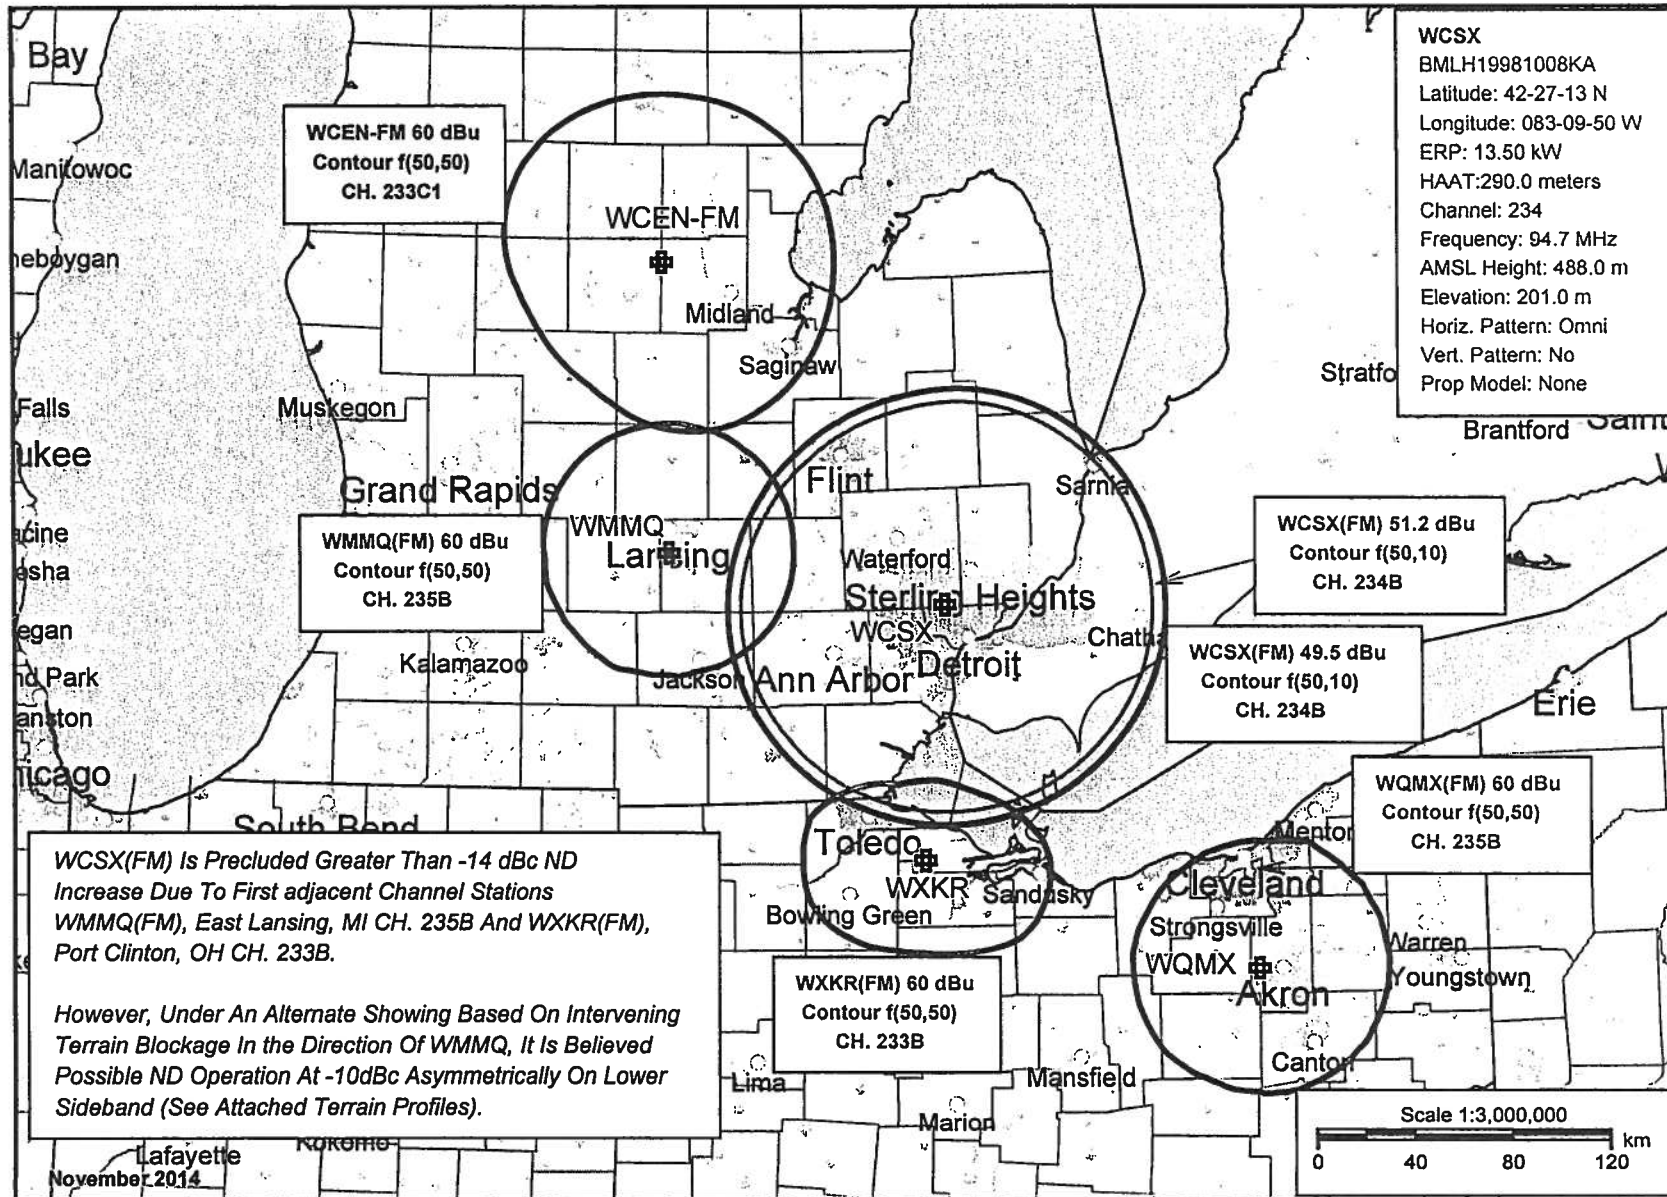 Bay
Manitowoc
neboygan
Falls
ukee
acine
esha
egan
nd Park
anston
nicago
WCEN-FM 60 dBu
Contour f(50,50)
CH. 233C1
WCEN-FM
Midland
Saginaw
Muskegon
Grand Rapids
Flint
Sarnia
WMMQ
Lansing
WMMQ(FM) 60 dBu
Contour f(50,50)
CH. 235B
Waterford
Sterling Heights
WCSX
Detroit
Chatha
Kalamazoo
Jackson
Ann Arbor
WCSX
BMLH19981008KA
Latitude: 42-27-13 N
Longitude: 083-09-50 W
ERP: 13.50 kW
HAAT:290.0 meters
Channel: 234
Frequency: 94.7 MHz
AMSL Height: 488.0 m
Elevation: 201.0 m
Horiz. Pattern: Omni
Vert. Pattern: No
Prop Model: None
Stratfo
Brantford
Saint
WCSX(FM) 51.2 dBu
Contour f(50,10)
CH. 234B
WCSX(FM) 49.5 dBu
Contour f(50,10)
CH. 234B
Erie
WQMX(FM) 60 dBu
Contour f(50,50)
CH. 235B
South Bend
WCSX(FM) Is Precluded Greater Than -14 dBc ND
Increase Due To First adjacent Channel Stations
WMMQ(FM), East Lansing, MI CH. 235B And WXKR(FM),
Port Clinton, OH CH. 233B.
However, Under An Alternate Showing Based On Intervening
Terrain Blockage In the Direction Of WMMQ, It Is Believed
Possible ND Operation At -10dBc Asymmetrically On Lower
Sideband (See Attached Terrain Profiles).
Toledo
WXKR
Sandusky
Bowling Green
Mentor
Cleveland
Strongsville
WQMX
Akron
Warren
Youngstown
Canton
WXKR(FM) 60 dBu
Contour f(50,50)
CH. 233B
Lima
Mansfield
Marion
Kokomo
Lafayette
November 2014
Scale 1:3,000,000
km
0 40 80 120